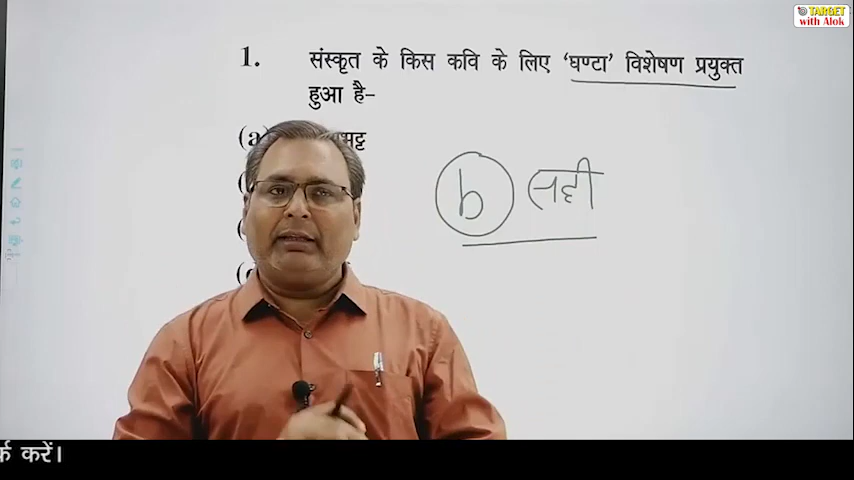 TARGET
with Alok
1. संस्कृत के किस कवि के लिए ‘घण्टा’ विशेषण प्रयुक्त
हुआ है–
(a)
b सही
करें।